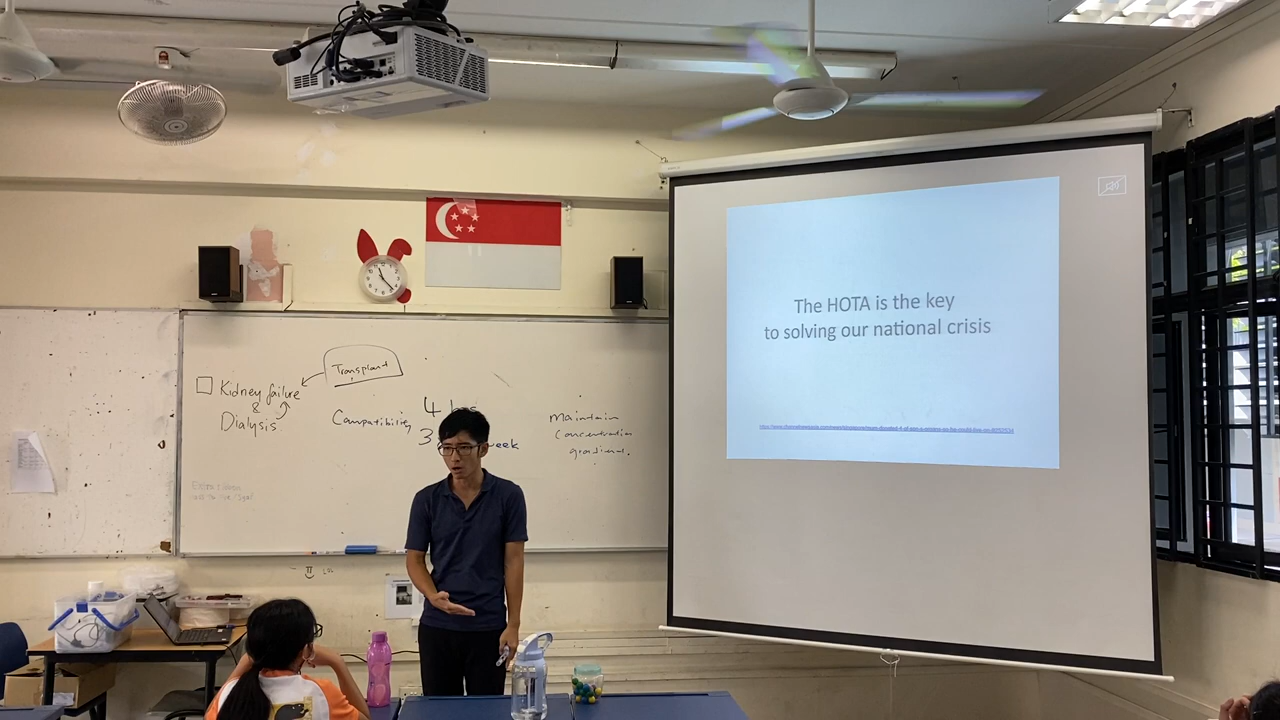 Transplant
Kidney failure
&
Dialysis
Compatibility
4
3 week
Maintain
Concentration
gradient.
The HOTA is the key
to solving our national crisis